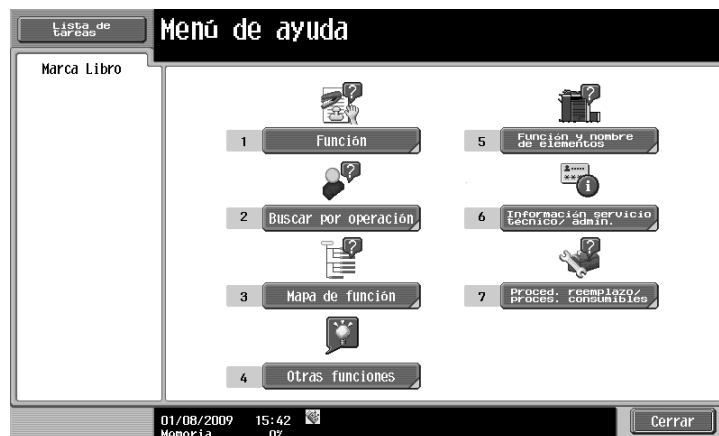 Lista de
tareas
Menú de ayuda
Marca Libro
1 Función
2 Buscar por operación
3 Mapa de función
4 Otras funciones
5 Función y nombre
de elementos
6 Información servicio
técnico/ admin.
7 Proced. reemplazo/
proces. consumibles
01/08/2009 15:42
Memoria 0%
Cerrar